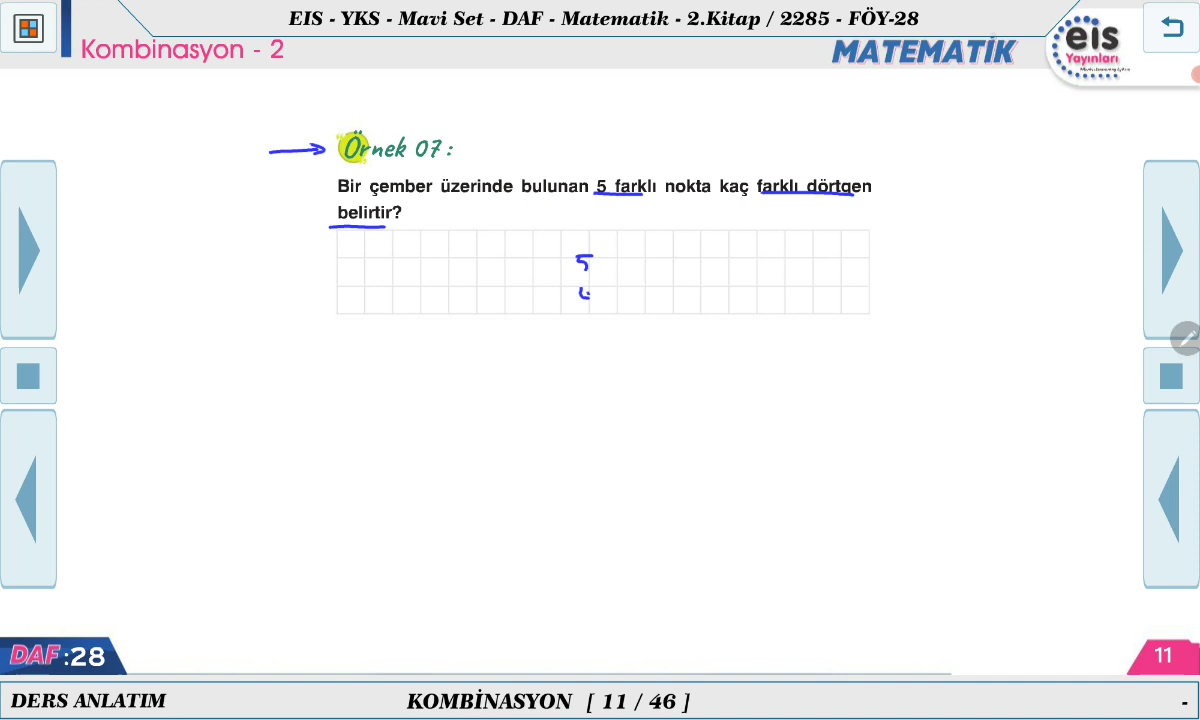 EIS - YKS - Mavi Set - DAF - Matematik - 2.Kitap / 2285 - FÖY-28
Kombinasyon - 2
MATEMATİK
eis
Yayınları
Örnek 07:
Bir çember üzerinde bulunan 5 farklı nokta kaç farklı dörtgen
belirtir?
5
DAF:28
11
DERS ANLATIM
KOMBİNASYON [ 11 / 46 ]
-